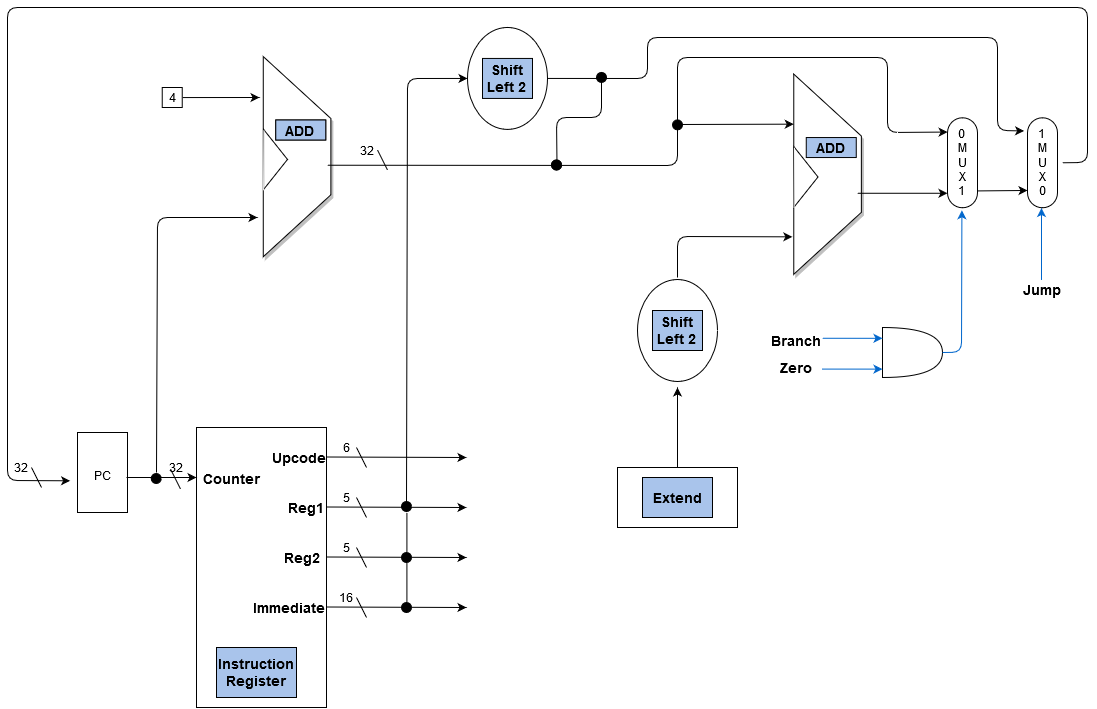 Shift
Left 2
4
ADD
32
ADD
0
M
U
X
1
1
M
U
X
0
Jump
Shift
Left 2
Branch
Zero
32
PC
32
Counter
Upcode
6
Reg1
5
Reg2
5
Immediate
16
Extend
Instruction
Register